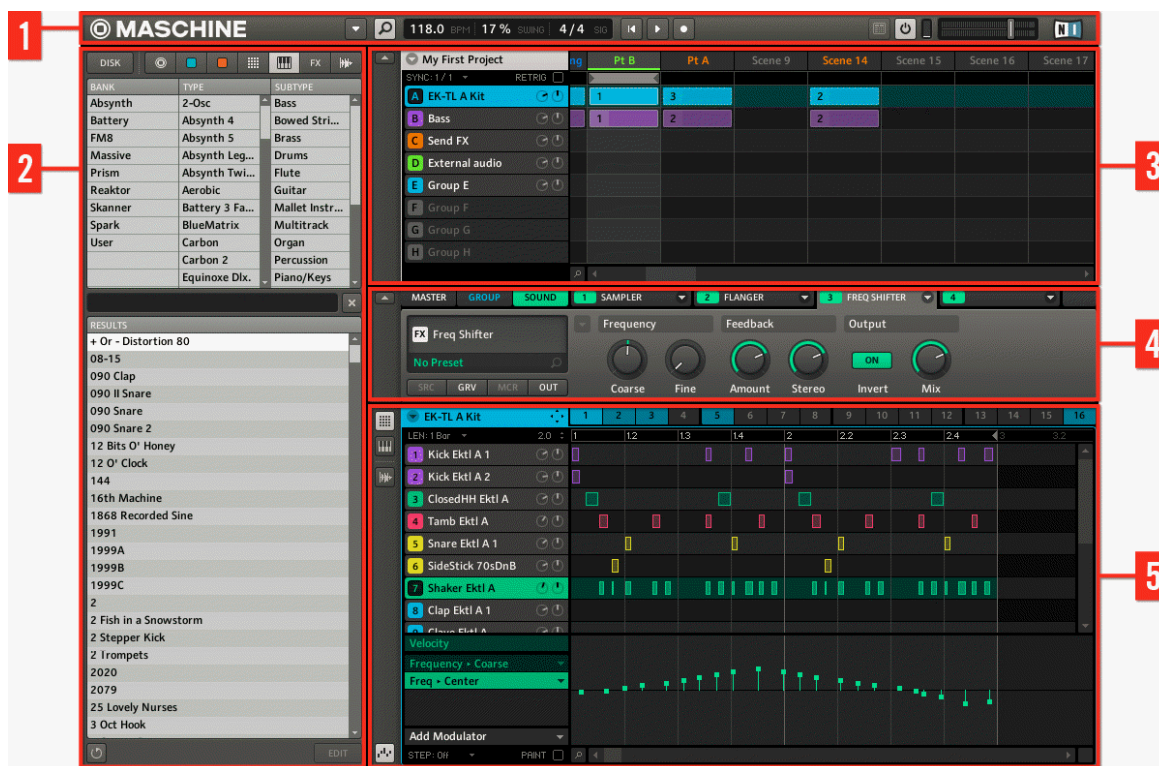 1
MASCHINE
118.0 BPM 17 % SWING 4/4 SIG
NI
2
DISK FX
BANK TYPE SUBTYPE
Absynth 2-Osc Bass
Battery Absynth 4 Bowed Stri...
FM8 Absynth 5 Brass
Massive Absynth Leg... Drums
Prism Absynth Twi... Flute
Reaktor Aerobic Guitar
Skanner Battery 3 Fa... Mallet Instr...
Spark BlueMatrix Multitrack
User Carbon Organ
Carbon 2 Percussion
Equinoxe Dlx. Piano/Keys
RESULTS
+ Or - Distortion 80
08-15
090 Clap
090 II Snare
090 Snare
090 Snare 2
12 Bits O' Honey
12 O' Clock
144
16th Machine
1868 Recorded Sine
1991
1999A
1999B
1999C
2
2 Fish in a Snowstorm
2 Stepper Kick
2 Trompets
2020
2079
25 Lovely Nurses
3 Oct Hook
EDIT
3
My First Project ng Pt B Pt A Scene 9 Scene 14 Scene 15 Scene 16 Scene 17
SYNC: 1 / 1 RETRIG
A EK-TL A Kit 1 3 2
B Bass 1 2 2
C Send FX
D External audio
E Group E
F Group F
G Group G
H Group H
4
MASTER GROUP SOUND 1 SAMPLER 2 FLANGER 3 FREQ SHIFTER 4
FX Freq Shifter Frequency Feedback Output
No Preset ON
SRC GRV MCR OUT Coarse Fine Amount Stereo Invert Mix
5
EK-TL A Kit 1 2 3 4 5 6 7 8 9 10 11 12 13 14 15 16
LEN: 1 Bar 2.0 1 1.2 1.3 1.4 2 2.2 2.3 2.4 3 3.2
1 Kick Ektl A 1
2 Kick Ektl A 2
3 ClosedHH Ektl A
4 Tamb Ektl A
5 Snare Ektl A 1
6 SideStick 70sDnB
7 Shaker Ektl A
8 Clap Ektl A 1
9 Clave Ektl A
Velocity
Frequency • Coarse
Freq • Center
Add Modulator
STEP: Off PAINT